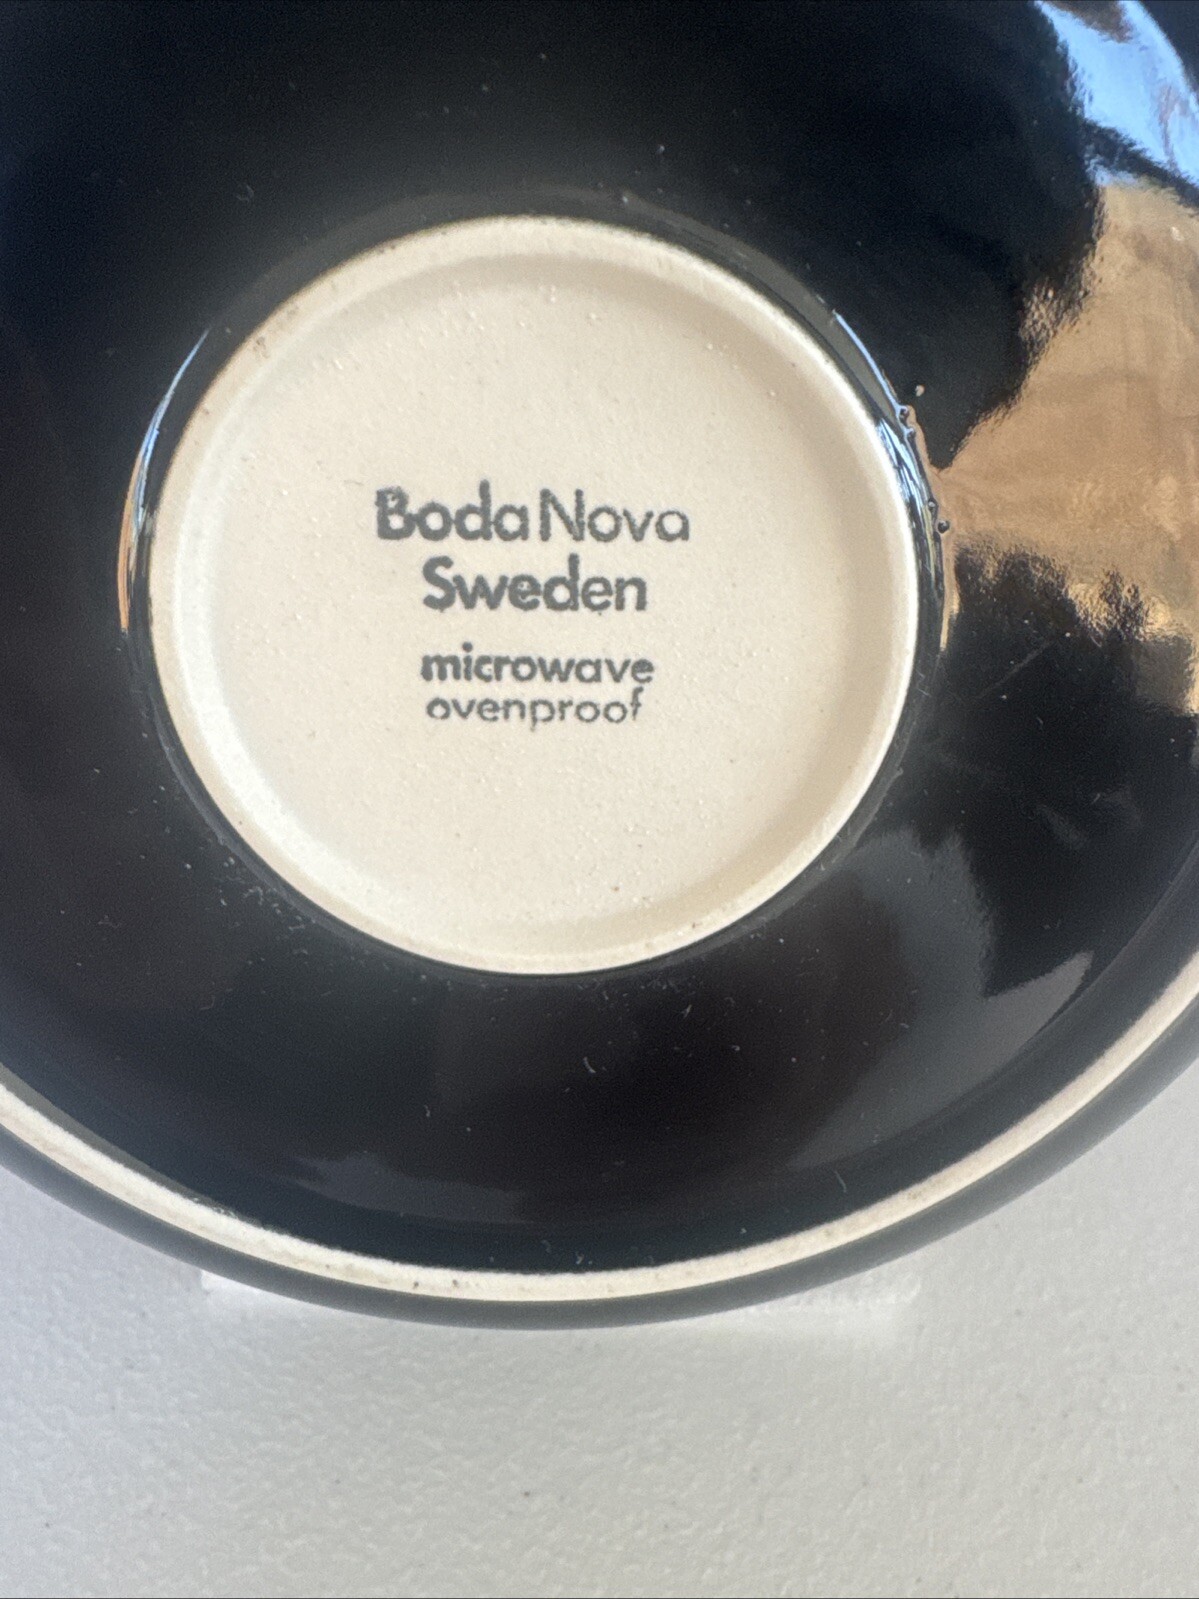 Boda Nova
Sweden
microwave
ovenproof